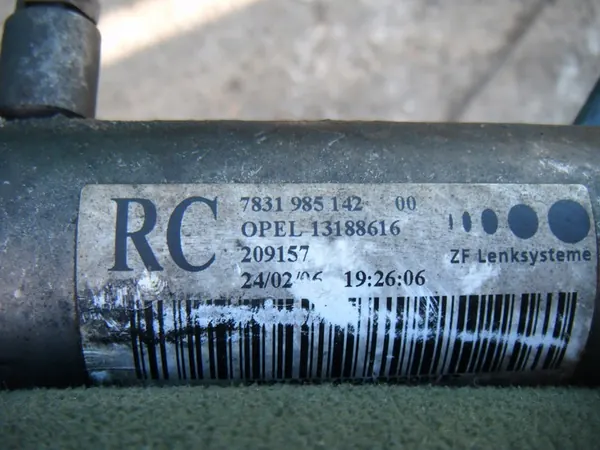 RC
7831 985 142 00
OPEL 13188616
209157
24/02/06 19:26:06
ZF Lenksysteme